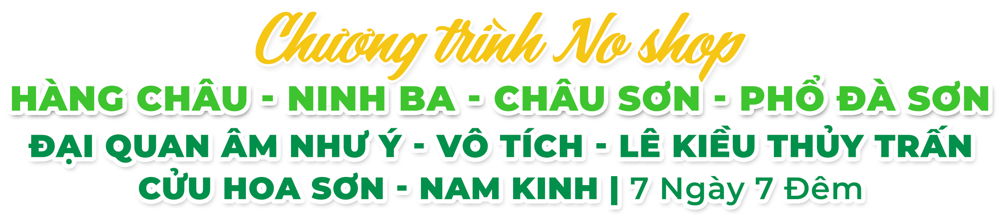 Chương trình No shop
HÀNG CHÂU - NINH BA - CHÂU SƠN - PHỔ ĐÀ SƠN
ĐẠI QUAN ÂM NHƯ Ý - VÔ TÍCH - LÊ KIỀU THỦY TRẤN
CỬU HOA SƠN - NAM KINH | 7 Ngày 7 Đêm